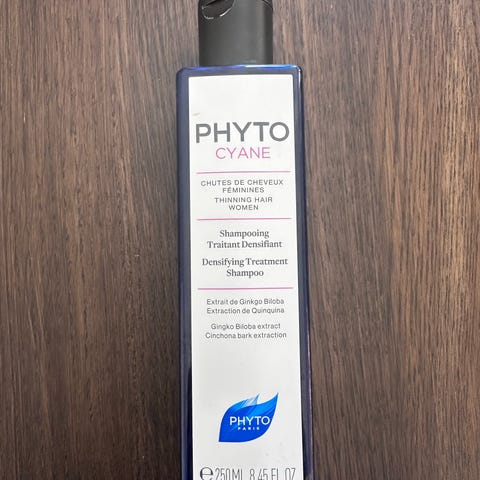 PHYTO
CYANE
CHUTES DE CHEVEUX
FÉMININES
THINNING HAIR
WOMEN
Shampooing
Traitant Densifiant
Densifying Treatment
Shampoo
Extrait de Ginkgo Biloba
Extraction de Quinquina
Gingko Biloba extract
Cinchona bark extraction
PHYTO
PARIS
℮250ML 8.45 FL OZ